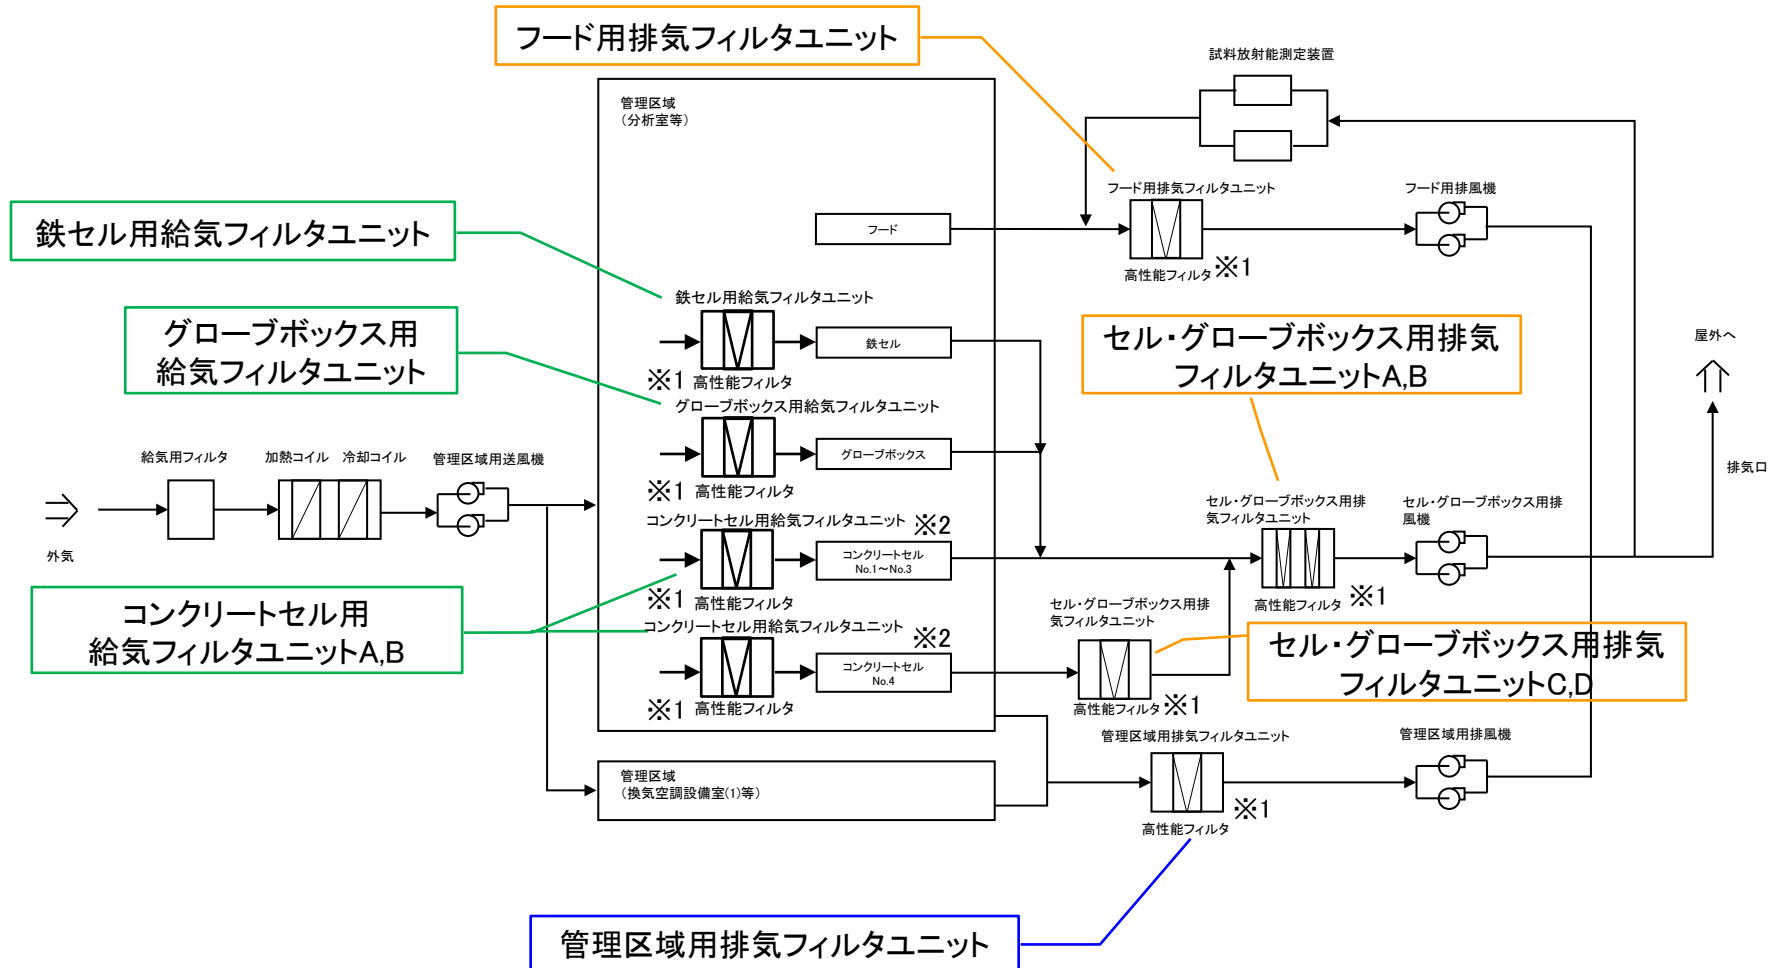 フード用排気フィルタユニット
試料放射能測定装置
管理区域
(分析室等)
フード用排気フィルタユニット
フード用排風機
鉄セル用給気フィルタユニット
フード
高性能フィルタ ※1
鉄セル用給気フィルタユニット
グローブボックス用
給気フィルタユニット
鉄セル
セル・グローブボックス用排気
フィルタユニットA,B
屋外へ
※1 高性能フィルタ
グローブボックス用給気フィルタユニット
給気用フィルタ
加熱コイル
冷却コイル
管理区域用送風機
グローブボックス
排気口
※1 高性能フィルタ
セル・グローブボックス用排
気フィルタユニット
セル・グローブボックス用排
風機
外気
コンクリートセル用給気フィルタユニット ※2
コンクリートセル
No.1～No.3
コンクリートセル用
給気フィルタユニットA,B
※1 高性能フィルタ
セル・グローブボックス用排
気フィルタユニット
高性能フィルタ ※1
コンクリートセル用給気フィルタユニット ※2
コンクリートセル
No.4
セル・グローブボックス用排気
フィルタユニットC,D
※1 高性能フィルタ
高性能フィルタ ※1
管理区域用排気フィルタユニット
管理区域用排風機
管理区域
(換気空調設備室(1)等)
※1
高性能フィルタ
管理区域用排気フィルタユニット